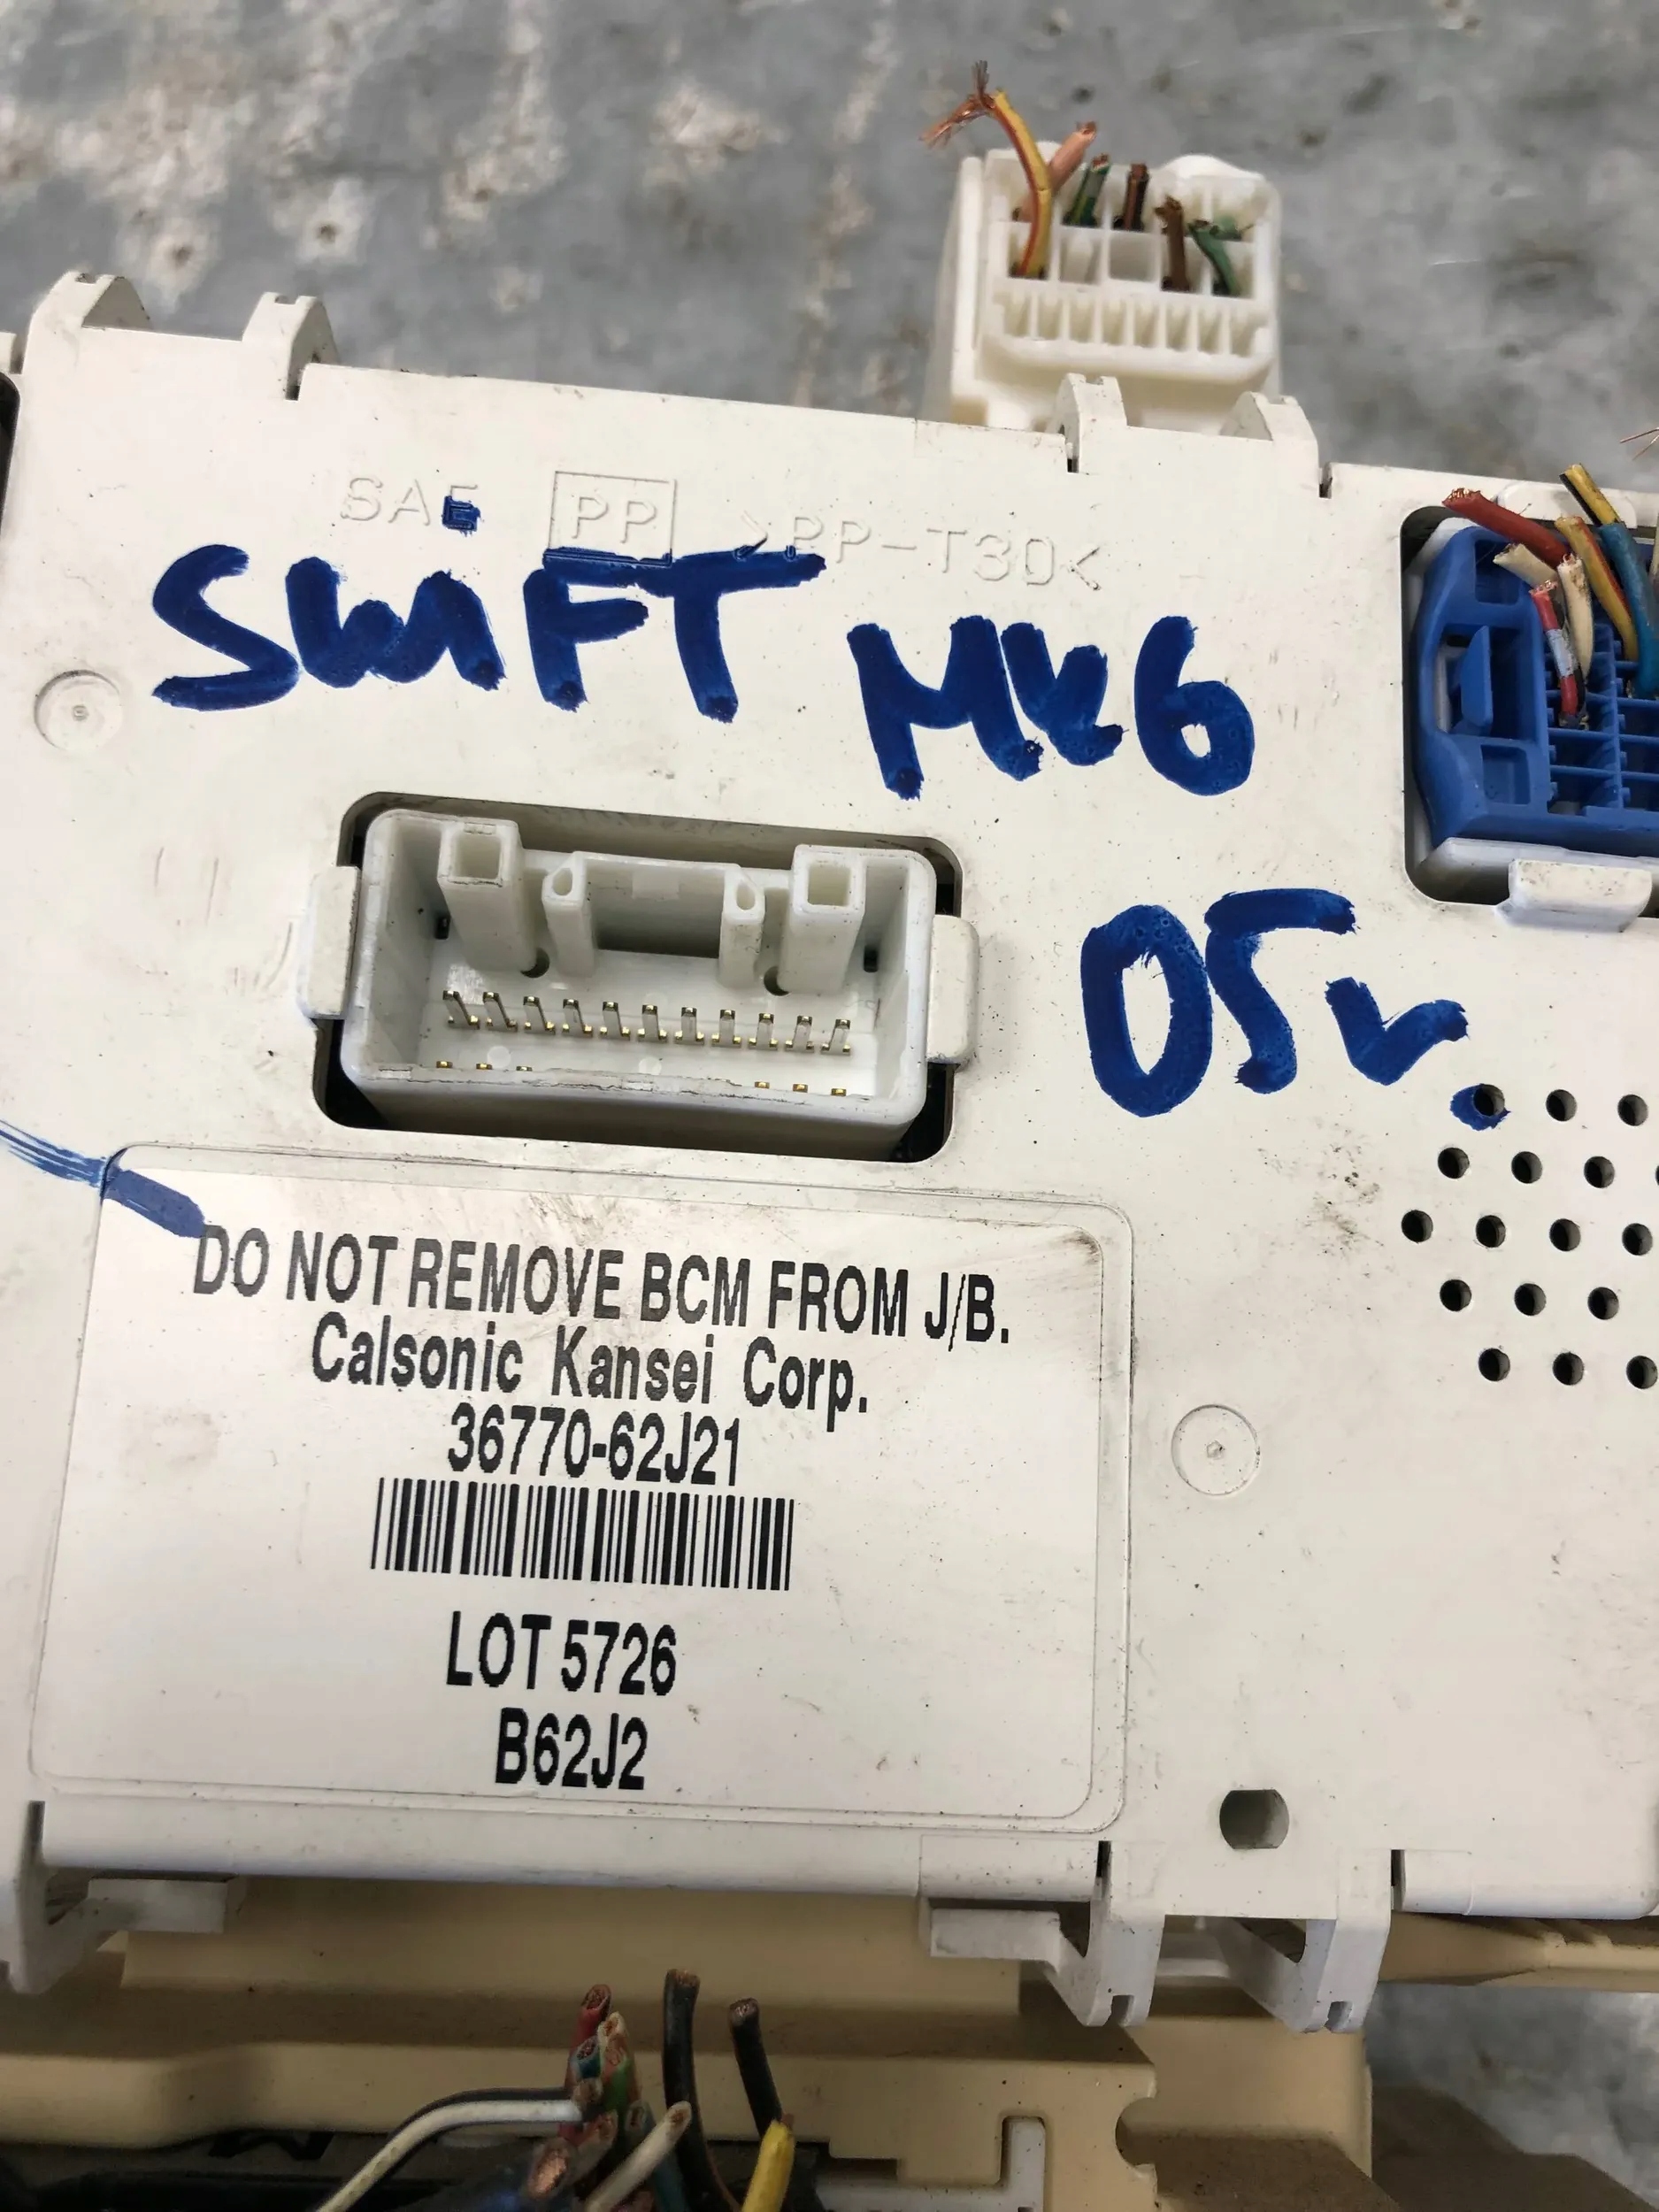 SAE PP >PP-T30<
SWiFT MK6
05r.
DO NOT REMOVE BCM FROM J/B.
Calsonic Kansei Corp.
36770-62J21
LOT 5726
B62J2